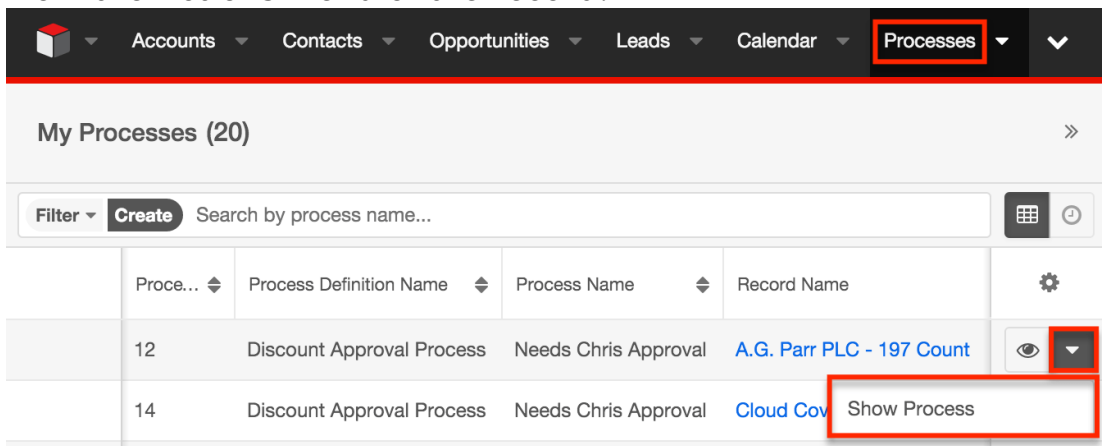 Accounts Contacts Opportunities Leads Calendar Processes
My Processes (20)
Filter Create Search by process name...
Proce... Process Definition Name Process Name Record Name
12 Discount Approval Process Needs Chris Approval A.G. Parr PLC - 197 Count
14 Discount Approval Process Needs Chris Approval Cloud Cov Show Process